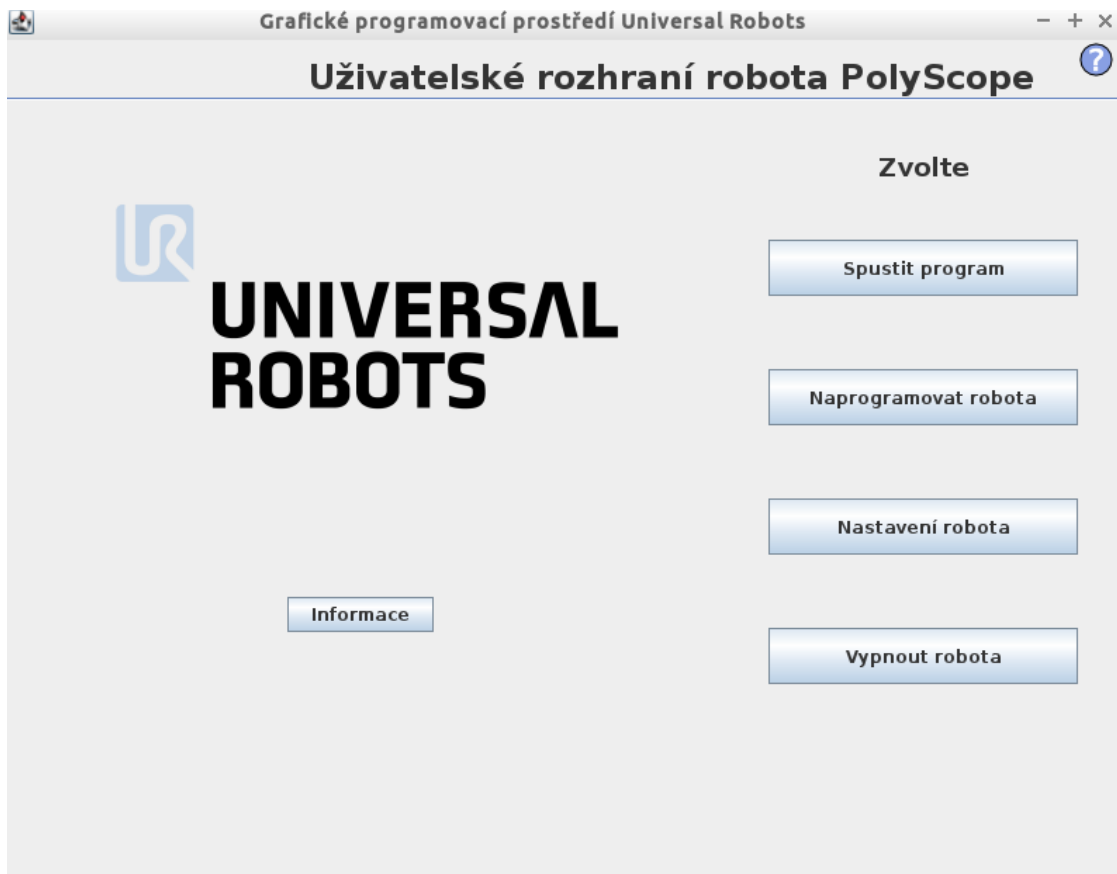 Grafické programovací prostředí Universal Robots
Uživatelské rozhraní robota PolyScope
?
Zvolte
UR
UNIVERSAL
ROBOTS
Spustit program
Naprogramovat robota
Nastavení robota
Informace
Vypnout robota